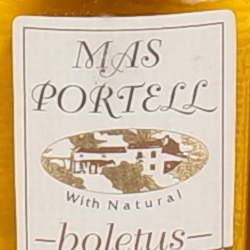 MAS
PORTELL
With Natural
-boletus-